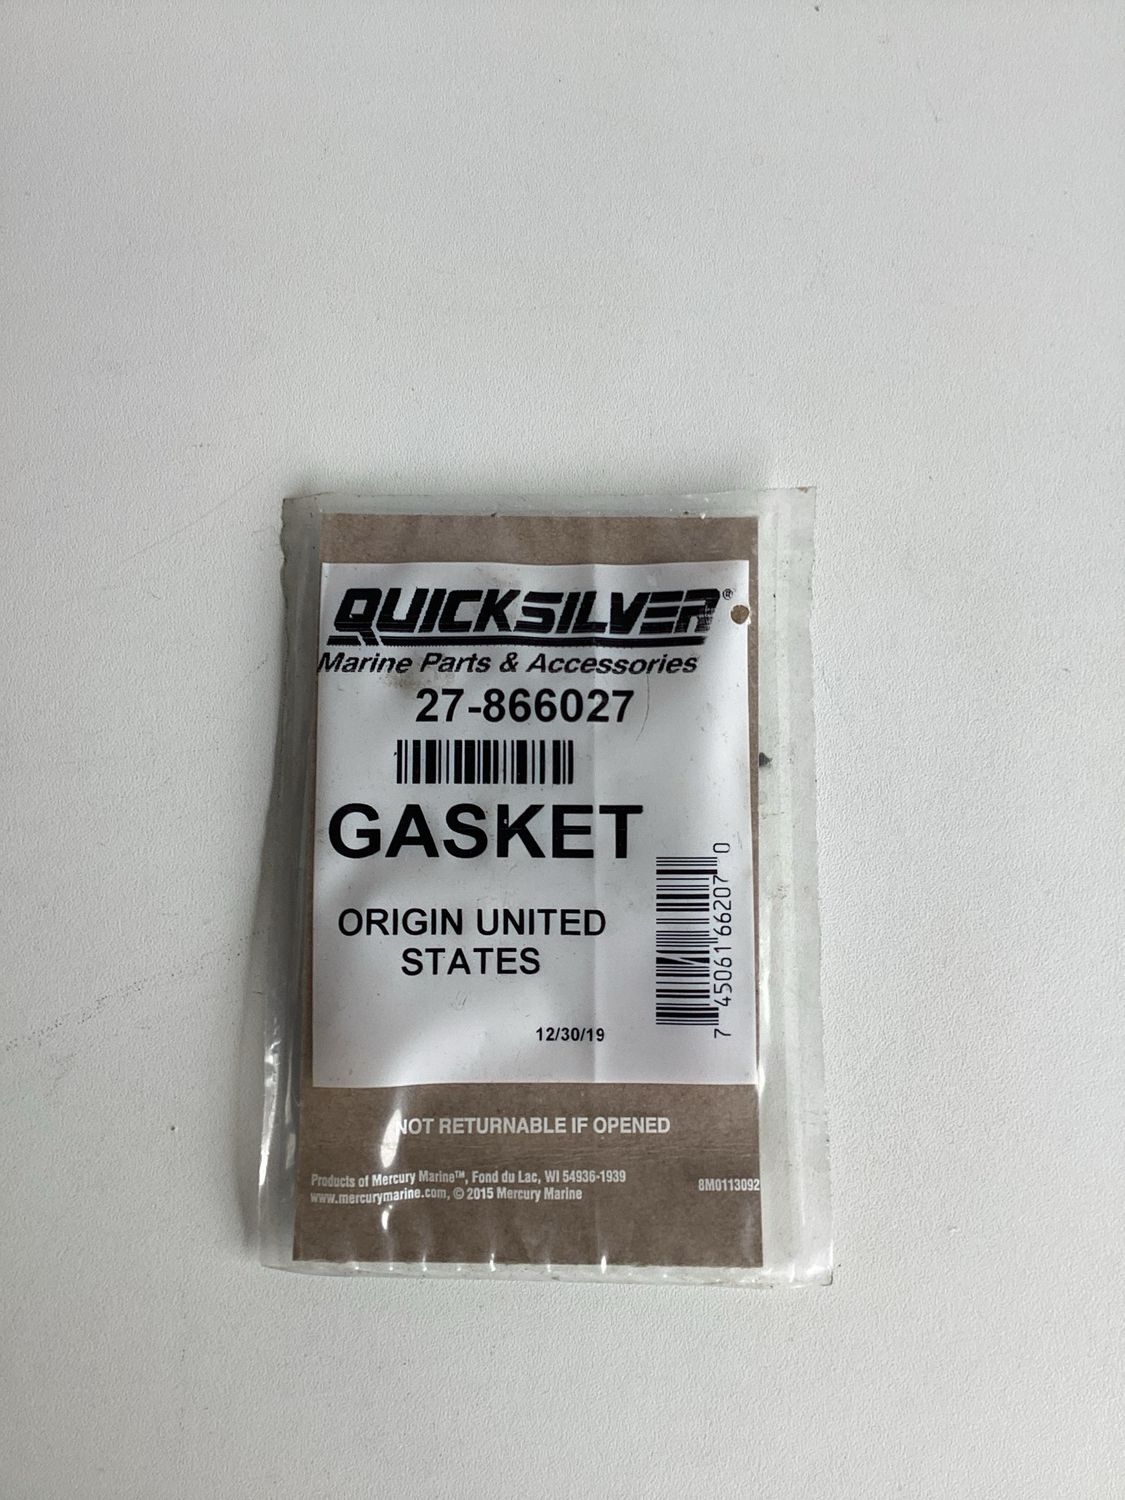 QUICKSILVER®
Marine Parts & Accessories
27-866027
GASKET
ORIGIN UNITED
STATES
12/30/19
7 45061 66207 0
NOT RETURNABLE IF OPENED
Products of Mercury Marine™, Fond du Lac, WI 54936-1939
www.mercurymarine.com, © 2015 Mercury Marine
8M0113092